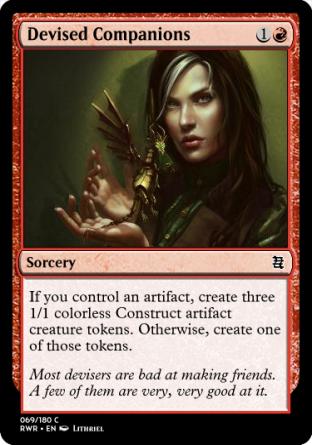 Devised Companions 1
Sorcery
If you control an artifact, create three
1/1 colorless Construct artifact
creature tokens. Otherwise, create one
of those tokens.
Most devisers are bad at making friends.
A few of them are very, very good at it.
069/180 C
RWR • EN Lithriel